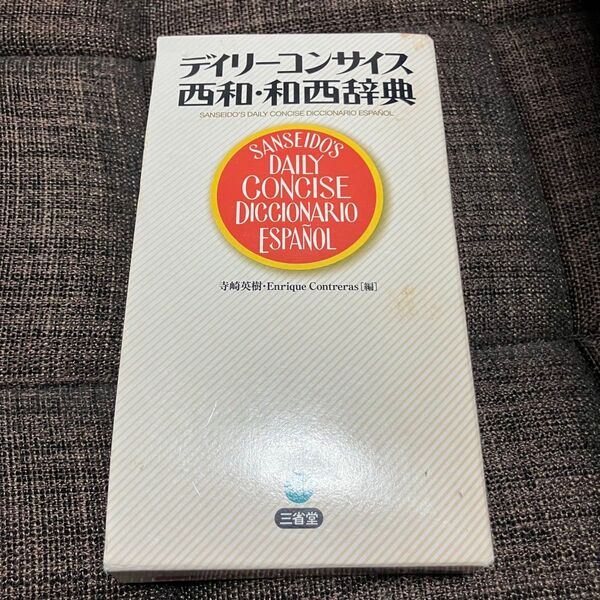 デイリーコンサイス
西和・和西辞典
SANSEIDO'S DAILY CONCISE DICCIONARIO ESPAÑOL
SANSEIDO'S
DAILY
CONCISE
DICCIONARIO
ESPAÑOL
寺崎英樹・Enrique Contreras[編]
三省堂